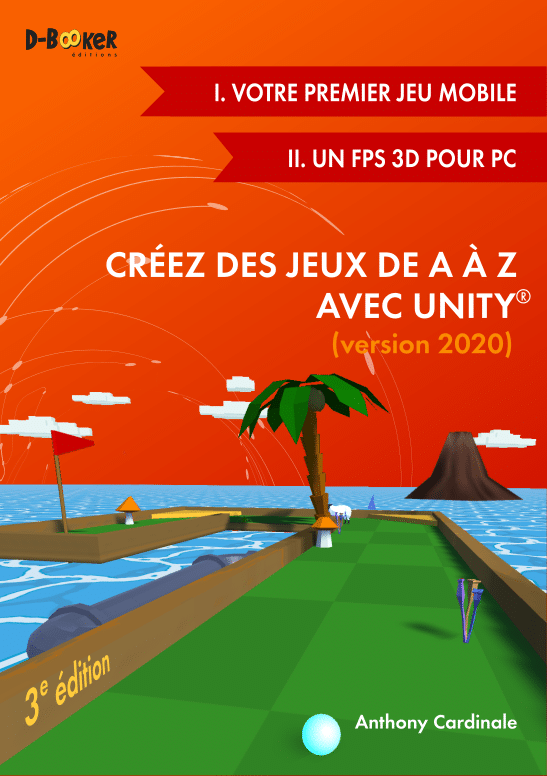 D-BOOKER
éditions
I. VOTRE PREMIER JEU MOBILE
II. UN FPS 3D POUR PC
CRÉEZ DES JEUX DE A À Z
AVEC UNITY®
(version 2020)
3e édition
Anthony Cardinale